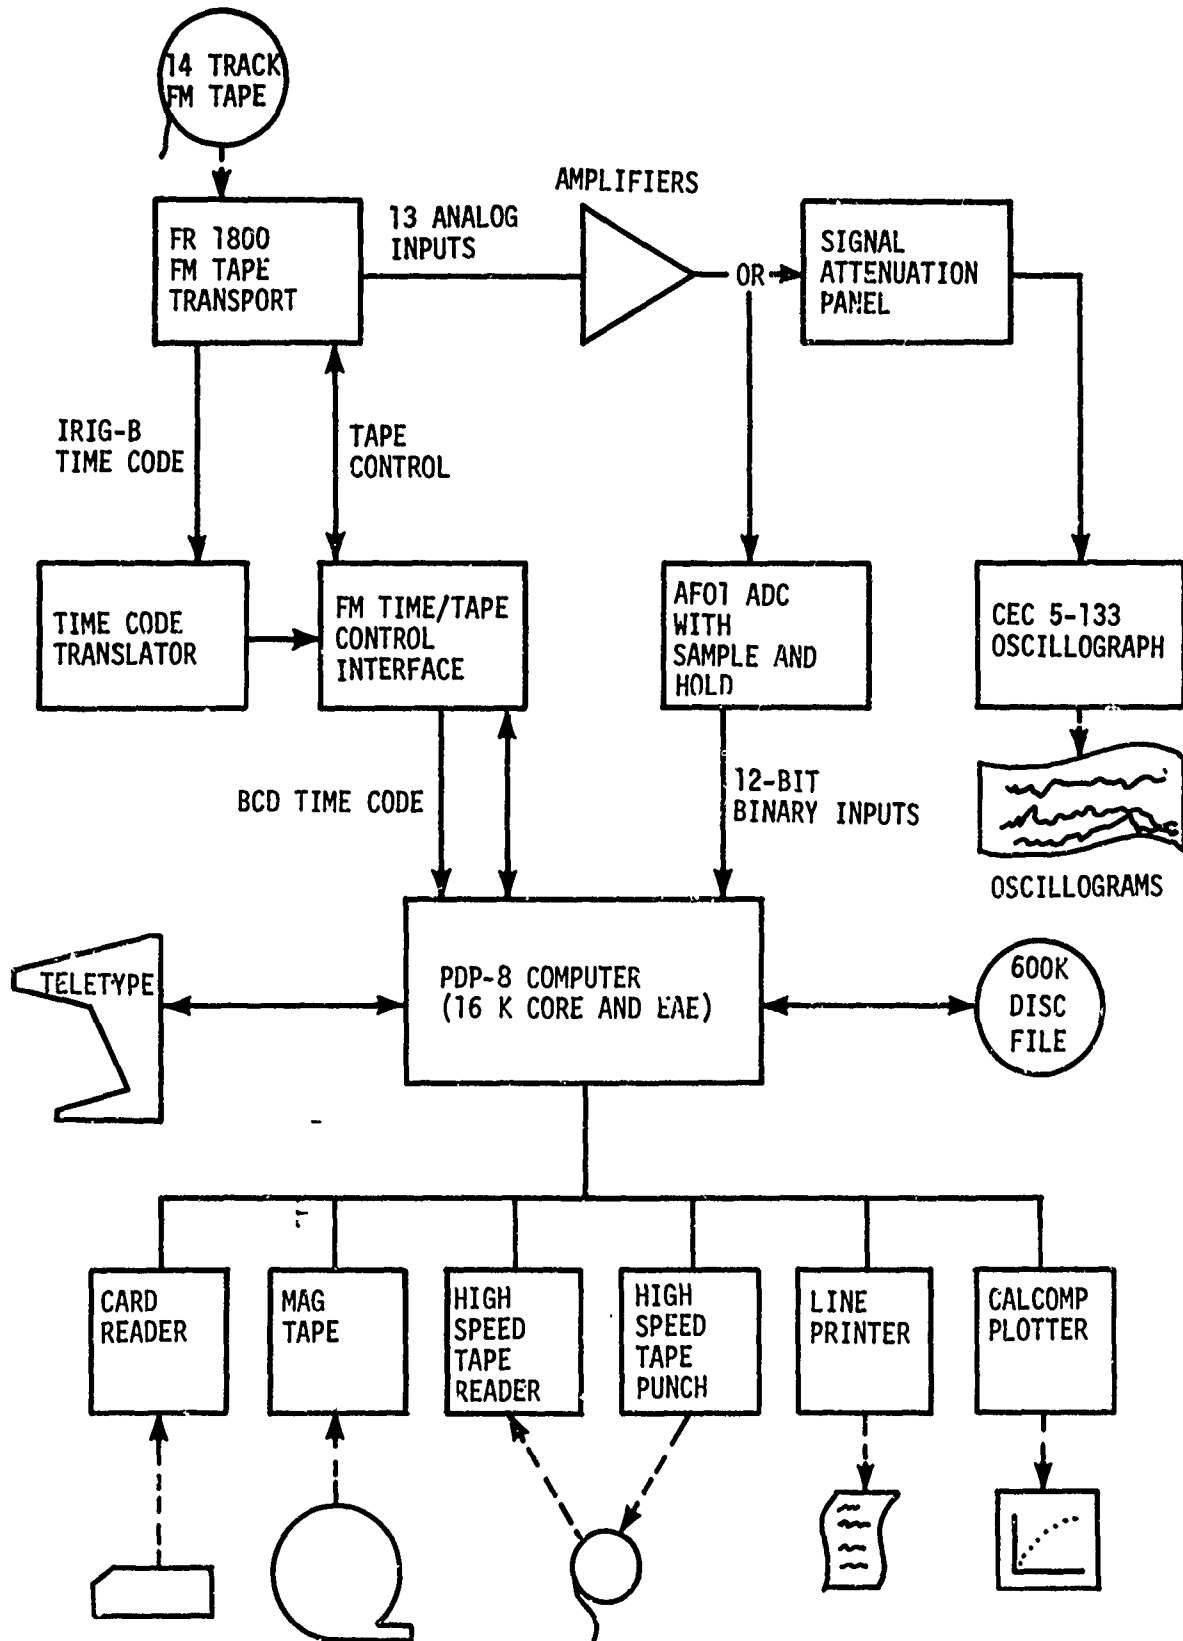 14 TRACK
FM TAPE
AMPLIFIERS
FR 1800
FM TAPE
TRANSPORT
13 ANALOG
INPUTS
OR
SIGNAL
ATTENUATION
PANEL
IRIG-B
TIME CODE
TAPE
CONTROL
TIME CODE
TRANSLATOR
FM TIME/TAPE
CONTROL
INTERFACE
AF01 ADC
WITH
SAMPLE AND
HOLD
CEC 5-133
OSCILLOGRAPH
BCD TIME CODE
12-BIT
BINARY INPUTS
OSCILLOGRAMS
TELETYPE
PDP-8 COMPUTER
(16 K CORE AND EAE)
600K
DISC
FILE
CARD
READER
MAG
TAPE
HIGH
SPEED
TAPE
READER
HIGH
SPEED
TAPE
PUNCH
LINE
PRINTER
CALCOMP
PLOTTER